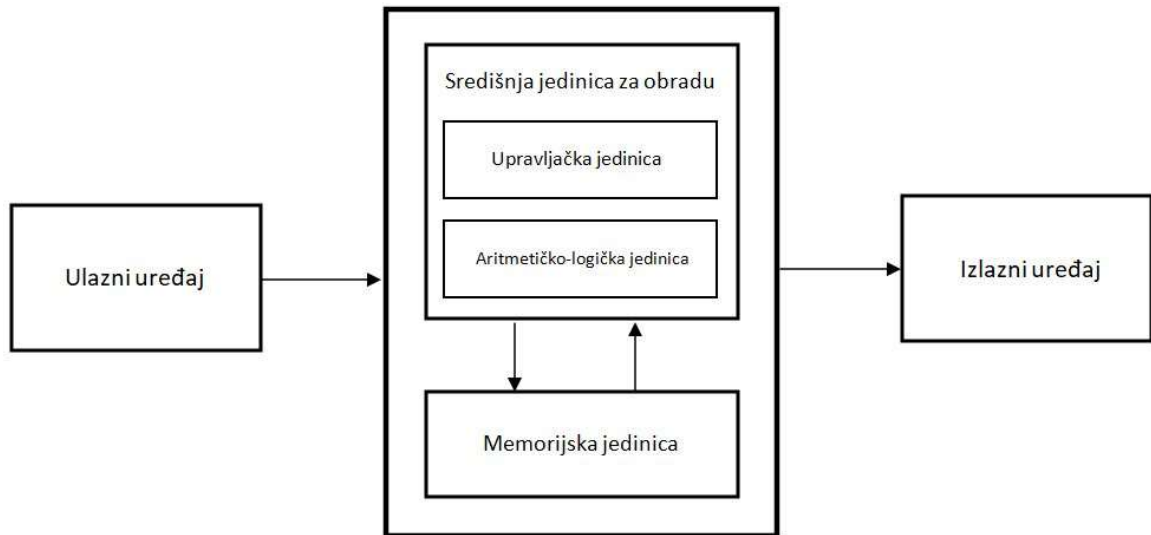 Središnja jedinica za obradu
Upravljačka jedinica
Aritmetičko-logička jedinica
Ulazni uređaj
Izlazni uređaj
Memorijska jedinica